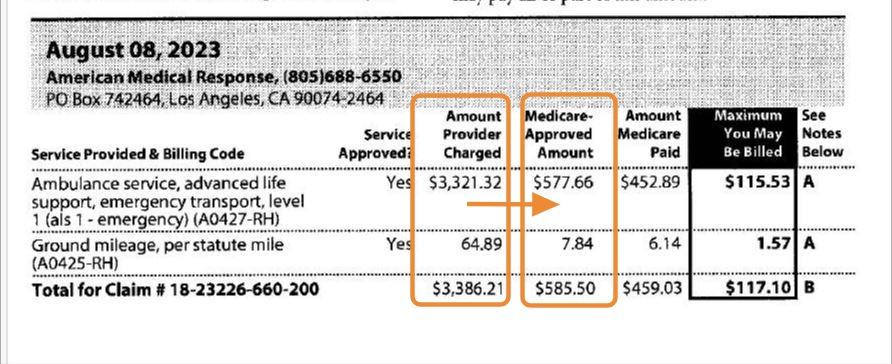 August 08, 2023
American Medical Response, (805)688-6550
PO Box 742464, Los Angeles, CA 90074-2464
Amount Medicare- Amount Maximum See
Service Provider Approved Medicare You May Notes
Service Provided & Billing Code Approved? Charged Amount Paid Be Billed Below
Ambulance service, advanced life Yes $3,321.32 $577.66 $452.89 $115.53 A
support, emergency transport, level
1 (als 1 - emergency) (A0427-RH)
Ground mileage, per statute mile Yes 64.89 7.84 6.14 1.57 A
(A0425-RH)
Total for Claim # 18-23226-660-200 $3,386.21 $585.50 $459.03 $117.10 B